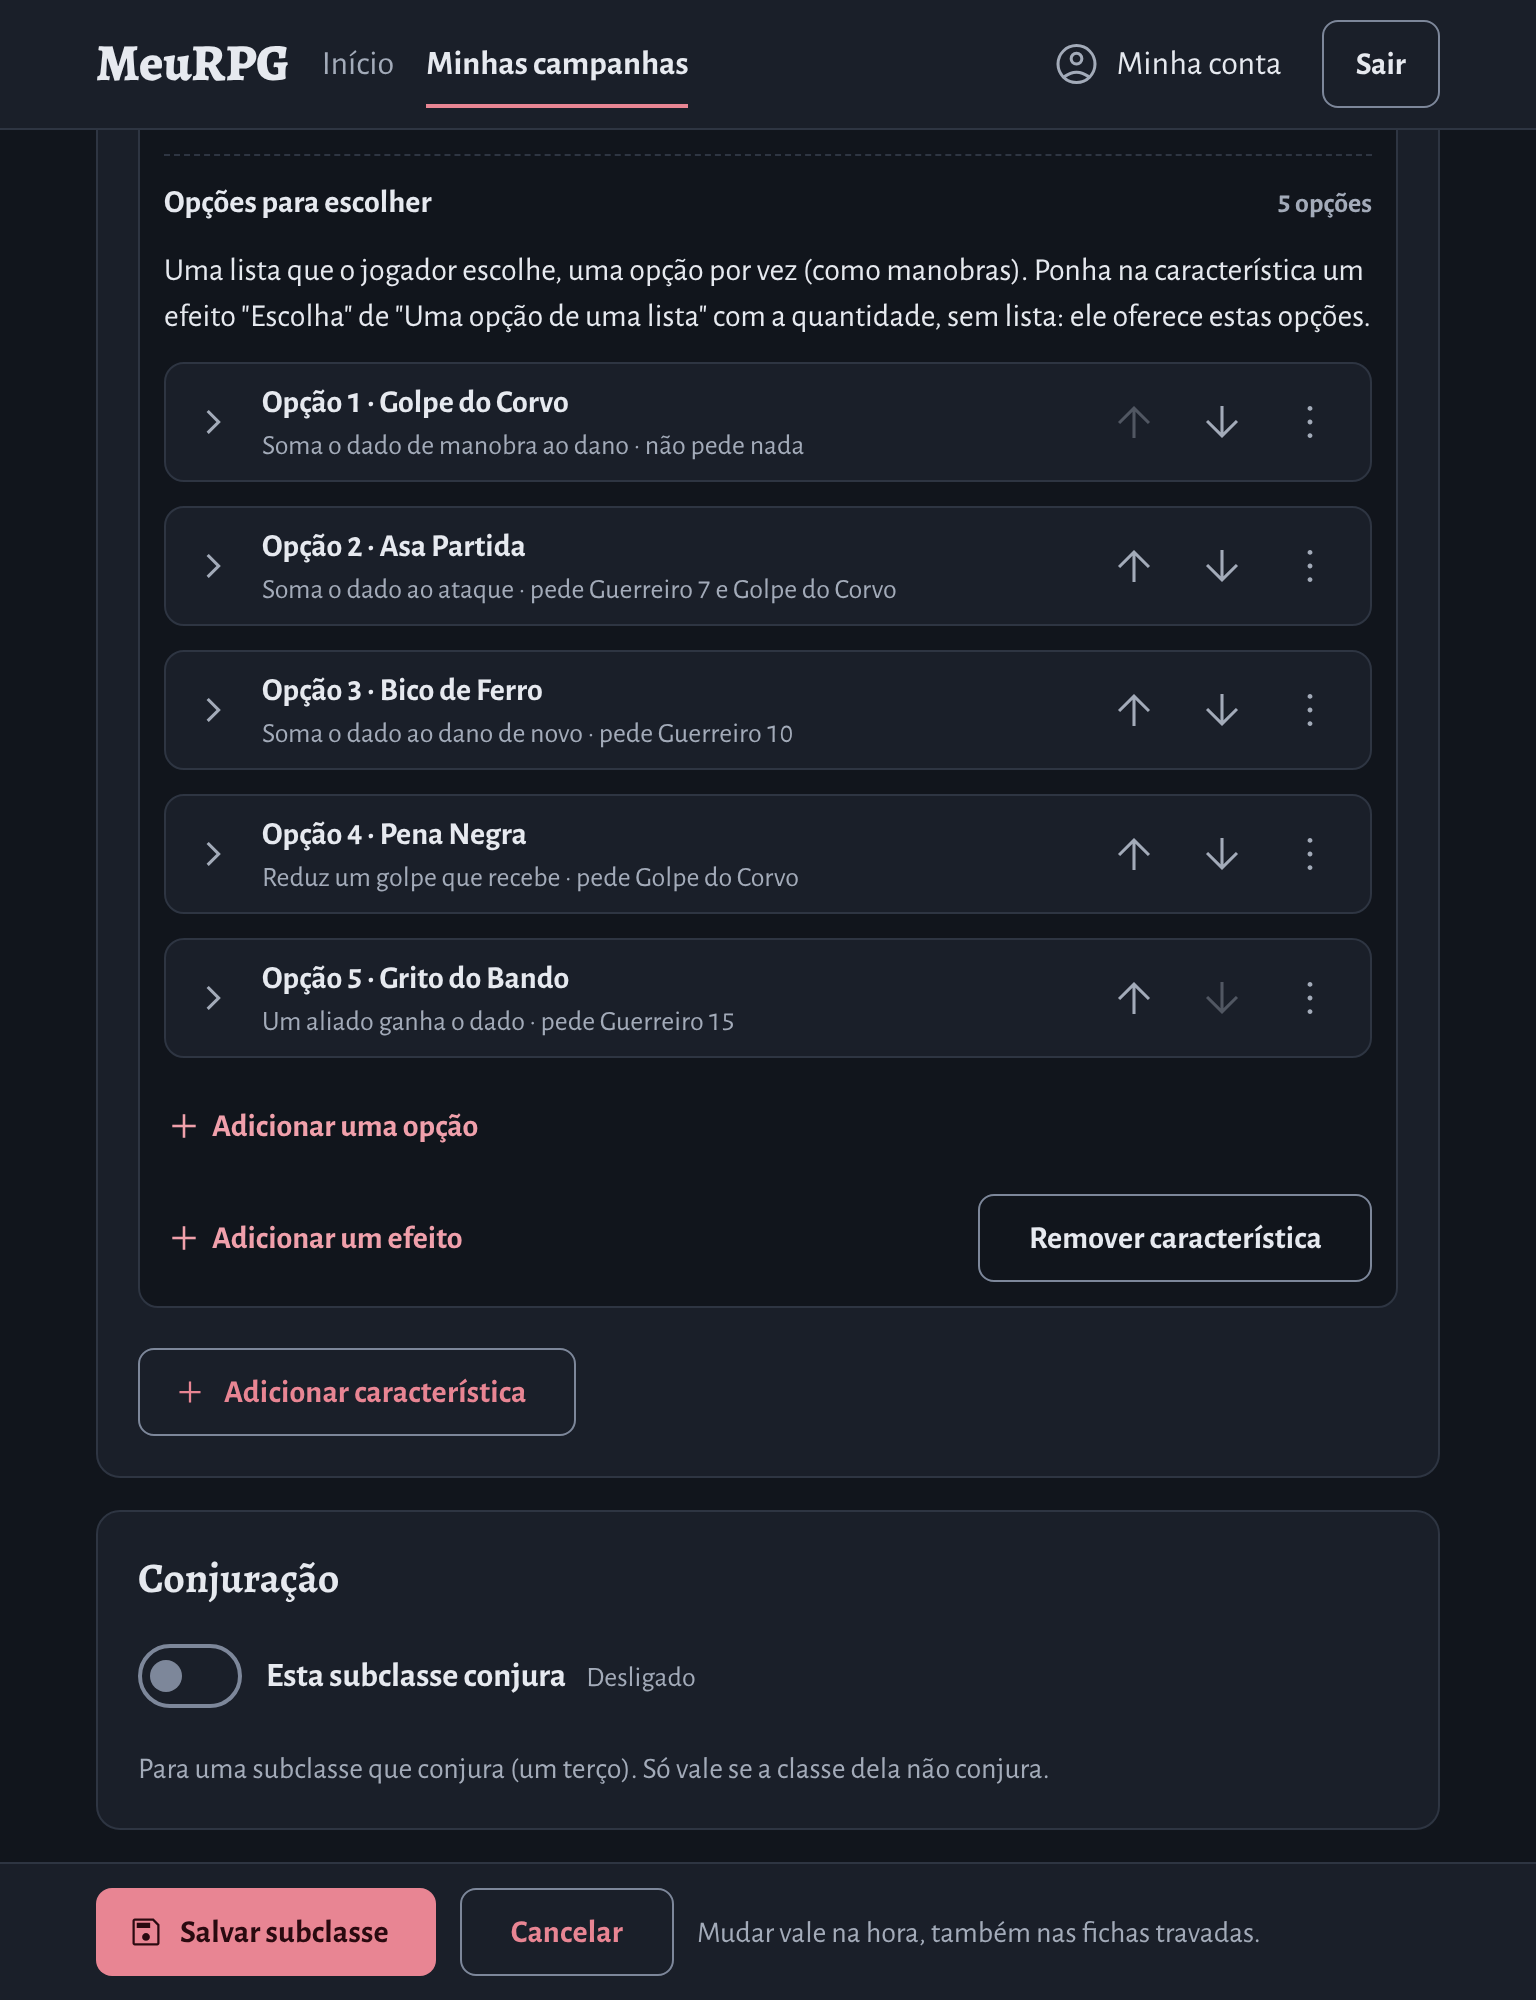 MeuRPG
Início
Minhas campanhas
Minha conta
Sair
Opções para escolher
5 opções
Uma lista que o jogador escolhe, uma opção por vez (como manobras). Ponha na característica um
efeito "Escolha" de "Uma opção de uma lista" com a quantidade, sem lista: ele oferece estas opções.
Opção 1 · Golpe do Corvo
Soma o dado de manobra ao dano · não pede nada
Opção 2 · Asa Partida
Soma o dado ao ataque · pede Guerreiro 7 e Golpe do Corvo
Opção 3 · Bico de Ferro
Soma o dado ao dano de novo · pede Guerreiro 10
Opção 4 · Pena Negra
Reduz um golpe que recebe · pede Golpe do Corvo
Opção 5 · Grito do Bando
Um aliado ganha o dado · pede Guerreiro 15
Adicionar uma opção
Adicionar um efeito
Remover característica
Adicionar característica
Conjuração
Esta subclasse conjura
Desligado
Para uma subclasse que conjura (um terço). Só vale se a classe dela não conjura.
Salvar subclasse
Cancelar
Mudar vale na hora, também nas fichas travadas.